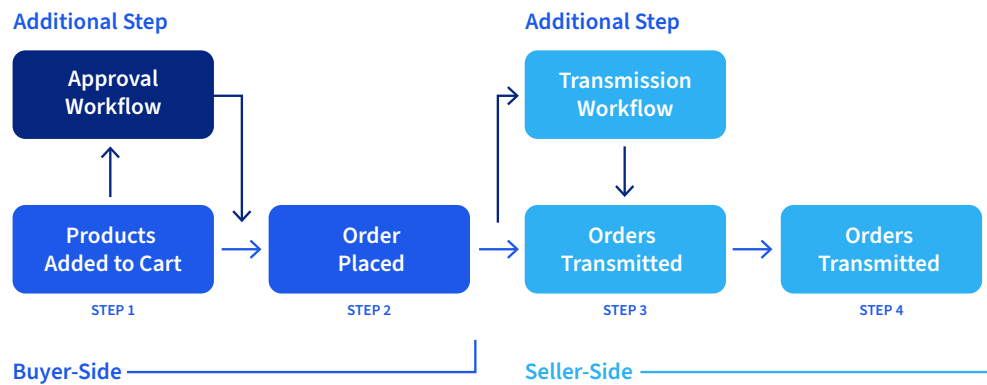 Additional Step
Additional Step
Approval
Workflow
Transmission
Workflow
Products
Added to Cart
Order
Placed
Orders
Transmitted
Orders
Transmitted
STEP 1
STEP 2
STEP 3
STEP 4
Buyer-Side
Seller-Side